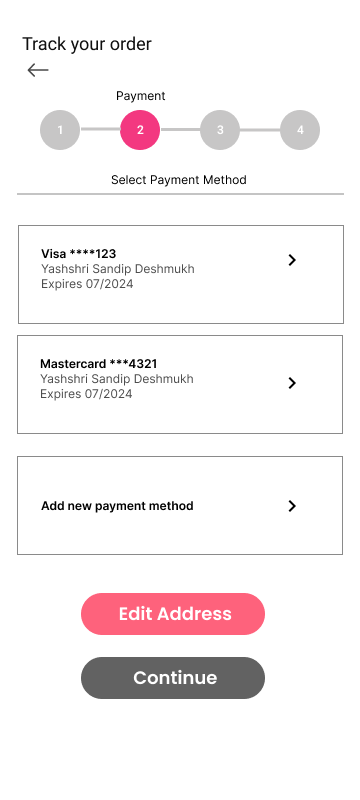 Track your order
Payment
1 2 3 4
Select Payment Method
Visa ****123
Yashshri Sandip Deshmukh
Expires 07/2024
Mastercard ***4321
Yashshri Sandip Deshmukh
Expires 07/2024
Add new payment method
Edit Address
Continue